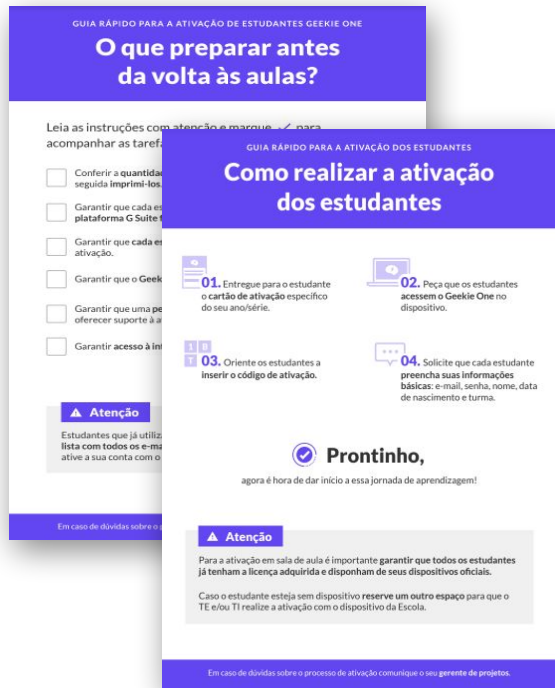 GUIA RÁPIDO PARA A ATIVAÇÃO DE ESTUDANTES GEEKIE ONE
O que preparar antes
da volta às aulas?
Leia as instruções com atenção e marque para
acompanhar as
Conferir a
seguida imprimi-los.
Garantir que cada
plataforma G Suite
Garantir que cada
ativação.
Garantir que o
Garantir que uma
oferecer suporte à
Garantir acesso à
Atenção
Estudantes que já
lista com todos os
ative a sua conta com o
Em caso de dúvidas sobre o
GUIA RÁPIDO PARA A ATIVAÇÃO DOS ESTUDANTES
Como realizar a ativação
dos estudantes
01. Entregue para o estudante
o cartão de ativação específico
do seu ano/série.
02. Peça que os estudantes
acessem o Geekie One no
dispositivo.
1 B
T
03. Oriente os estudantes a
inserir o código de ativação.
04. Solicite que cada estudante
preencha suas informações
básicas: e-mail, senha, nome, data
de nascimento e turma.
Prontinho,
agora é hora de dar início a essa jornada de aprendizagem!
Atenção
Para a ativação em sala de aula é importante garantir que todos os estudantes
já tenham a licença adquirida e disponham de seus dispositivos oficiais.
Caso o estudante esteja sem dispositivo reserve um outro espaço para que o
TE e/ou TI realize a ativação com o dispositivo da Escola.
Em caso de dúvidas sobre o processo de ativação comunique o seu gerente de projetos.